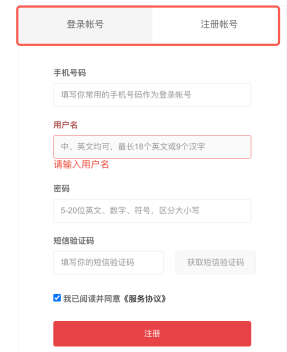 登录帐号 注册帐号
手机号码
填写你常用的手机号码作为登录帐号
用户名
中、英文均可，最长18个英文或9个汉字
请输入用户名
密码
5-20位英文、数字、符号，区分大小写
短信验证码
填写你的短信验证码 获取短信验证码
我已阅读并同意《服务协议》
注册